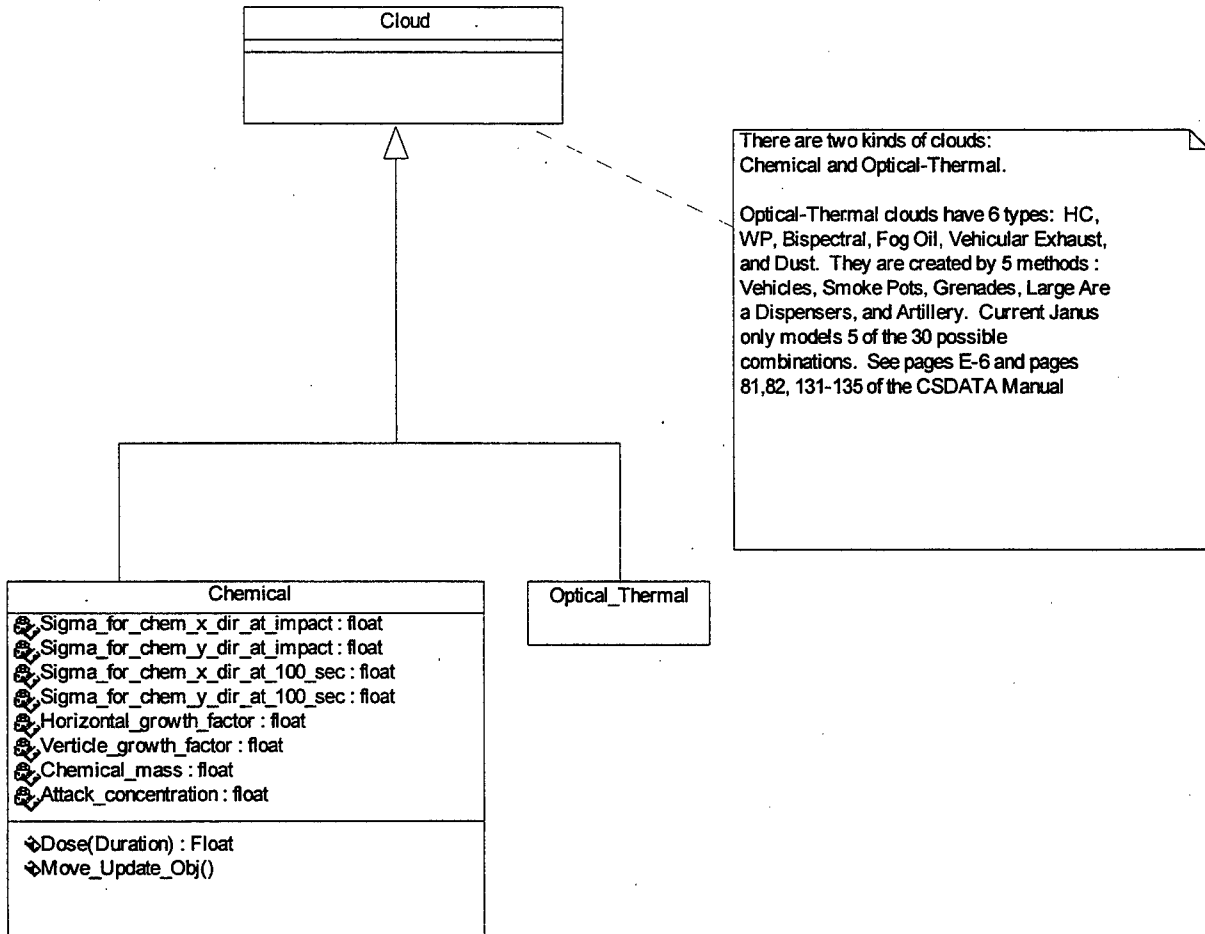 Cloud
There are two kinds of clouds:
Chemical and Optical-Thermal.
Optical-Thermal clouds have 6 types: HC,
WP, Bispectral, Fog Oil, Vehicular Exhaust,
and Dust. They are created by 5 methods :
Vehicles, Smoke Pots, Grenades, Large Are
a Dispensers, and Artillery. Current Janus
only models 5 of the 30 possible
combinations. See pages E-6 and pages
81,82, 131-135 of the CSDATA Manual
Chemical
Sigma_for_chem_x_dir_at_impact : float
Sigma_for_chem_y_dir_at_impact : float
Sigma_for_chem_x_dir_at_100_sec : float
Sigma_for_chem_y_dir_at_100_sec : float
Horizontal_growth_factor : float
Verticle_growth_factor : float
Chemical_mass : float
Attack_concentration : float
Dose(Duration) : Float
Move_Update_Obj()
Optical_Thermal